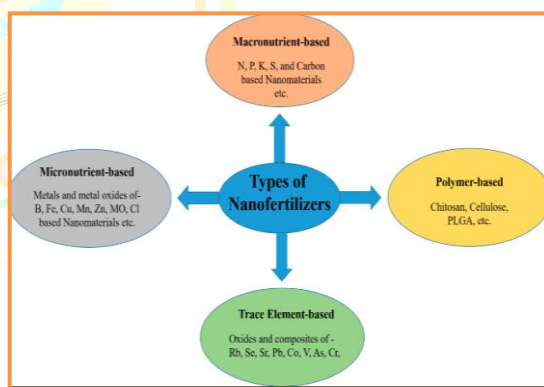 Macronutrient-based
N, P, K, S, and Carbon
based Nanomaterials
etc.
Micronutrient-based
Metals and metal oxides of-
B, Fe, Cu, Mn, Zn, MO, Cl
based Nanomaterials etc.
Types of
Nanofertilizers
Polymer-based
Chitosan, Cellulose,
PLGA, etc.
Trace Element-based
Oxides and composites of -
Rb, Se, Sr, Pb, Co, V, As, Cr,